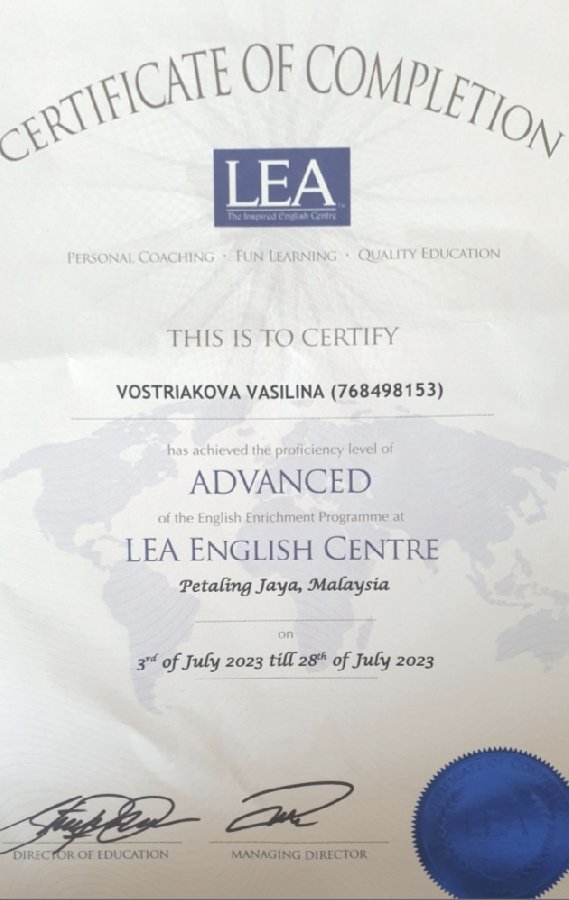 CERTIFICATE OF COMPLETION
LEA™
The Inspired English Centre
PERSONAL COACHING · FUN LEARNING · QUALITY EDUCATION
THIS IS TO CERTIFY
VOSTRIAKOVA VASILINA (768498153)
has achieved the proficiency level of
ADVANCED
of the English Enrichment Programme at
LEA ENGLISH CENTRE
Petaling Jaya, Malaysia
on
3rd of July 2023 till 28th of July 2023
DIRECTOR OF EDUCATION
MANAGING DIRECTOR
LEA